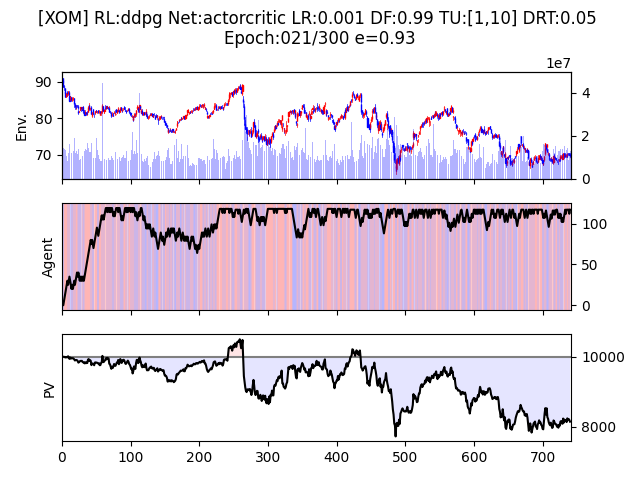 [XOM] RL:ddpg Net:actorcritic LR:0.001 DF:0.99 TU:[1,10] DRT:0.05
Epoch:021/300 e=0.93
1e7
90
80
70
Env.
4
2
0
Agent
100
50
0
PV
10000
8000
0 100 200 300 400 500 600 700